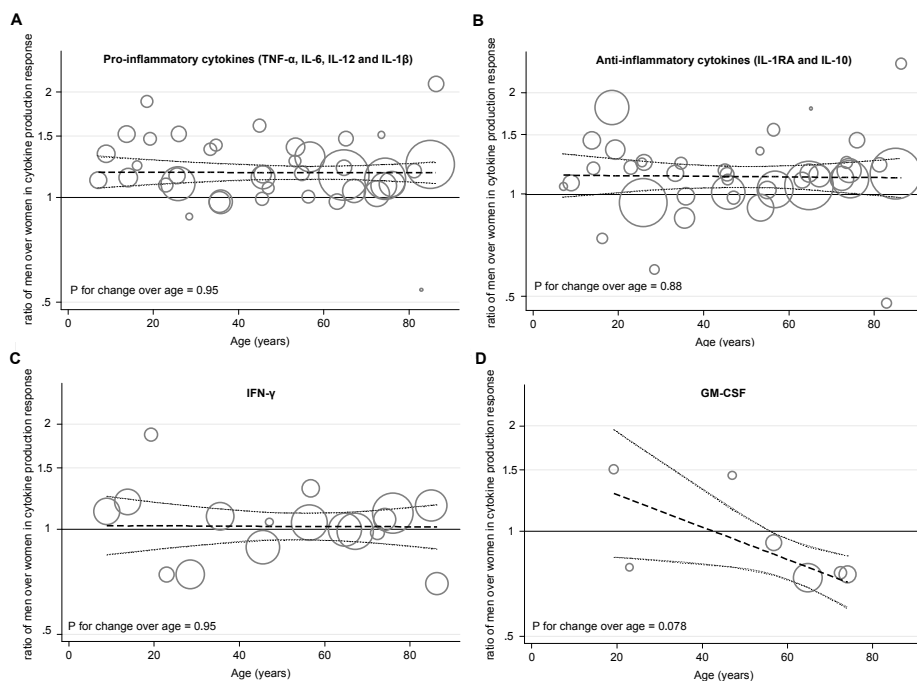 A
Pro-inflammatory cytokines (TNF-α, IL-6, IL-12 and IL-1β)
ratio of men over women in cytokine production response
2
1.5
1
.5
P for change over age = 0.95
0 20 40 60 80
Age (years)
B
Anti-inflammatory cytokines (IL-1RA and IL-10)
ratio of men over women in cytokine production response
2
1.5
1
.5
P for change over age = 0.88
0 20 40 60 80
Age (years)
C
IFN-γ
ratio of men over women in cytokine production response
2
1.5
1
.5
P for change over age = 0.95
0 20 40 60 80
Age (years)
D
GM-CSF
ratio of men over women in cytokine production response
2
1.5
1
.5
P for change over age = 0.078
0 20 40 60 80
Age (years)